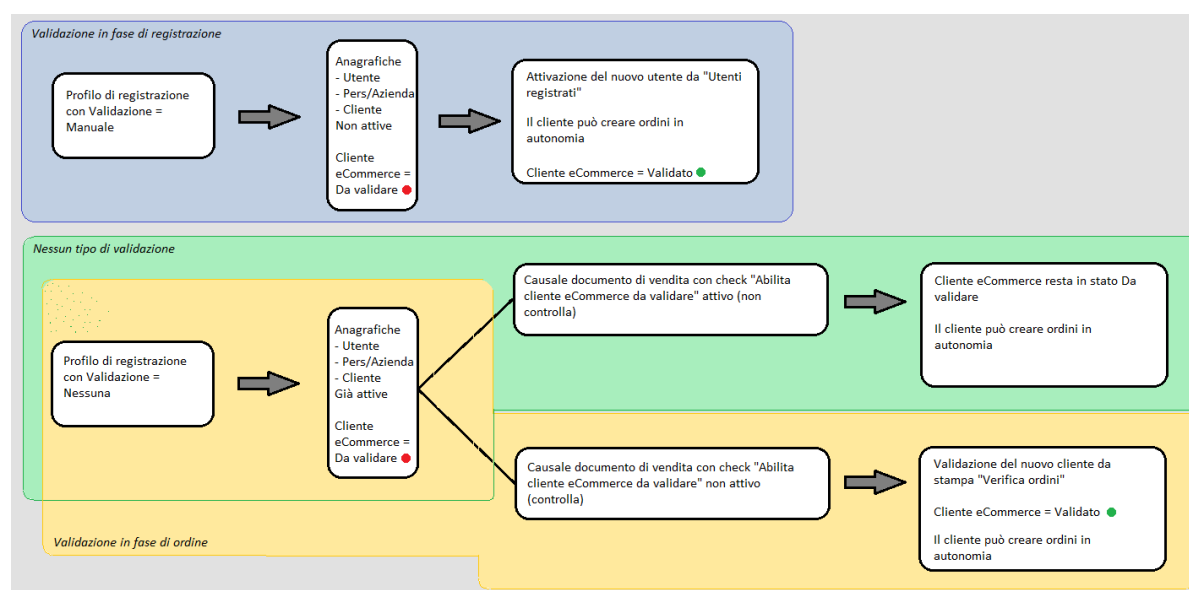 Validazione in fase di registrazione
Profilo di registrazione
con Validazione =
Manuale
Anagrafiche
- Utente
- Pers/Azienda
- Cliente
Non attive
Cliente
eCommerce =
Da validare
Attivazione del nuovo utente da "Utenti
registrati"
Il cliente può creare ordini in
autonomia
Cliente eCommerce = Validato
Nessun tipo di validazione
Profilo di registrazione
con Validazione =
Nessuna
Anagrafiche
- Utente
- Pers/Azienda
- Cliente
Già attive
Cliente
eCommerce =
Da validare
Causale documento di vendita con check "Abilita
cliente eCommerce da validare" attivo (non
controlla)
Cliente eCommerce resta in stato Da
validare
Il cliente può creare ordini in
autonomia
Causale documento di vendita con check "Abilita
cliente eCommerce da validare" non attivo
(controlla)
Validazione del nuovo cliente da
stampa "Verifica ordini"
Cliente eCommerce = Validato
Il cliente può creare ordini in
autonomia
Validazione in fase di ordine